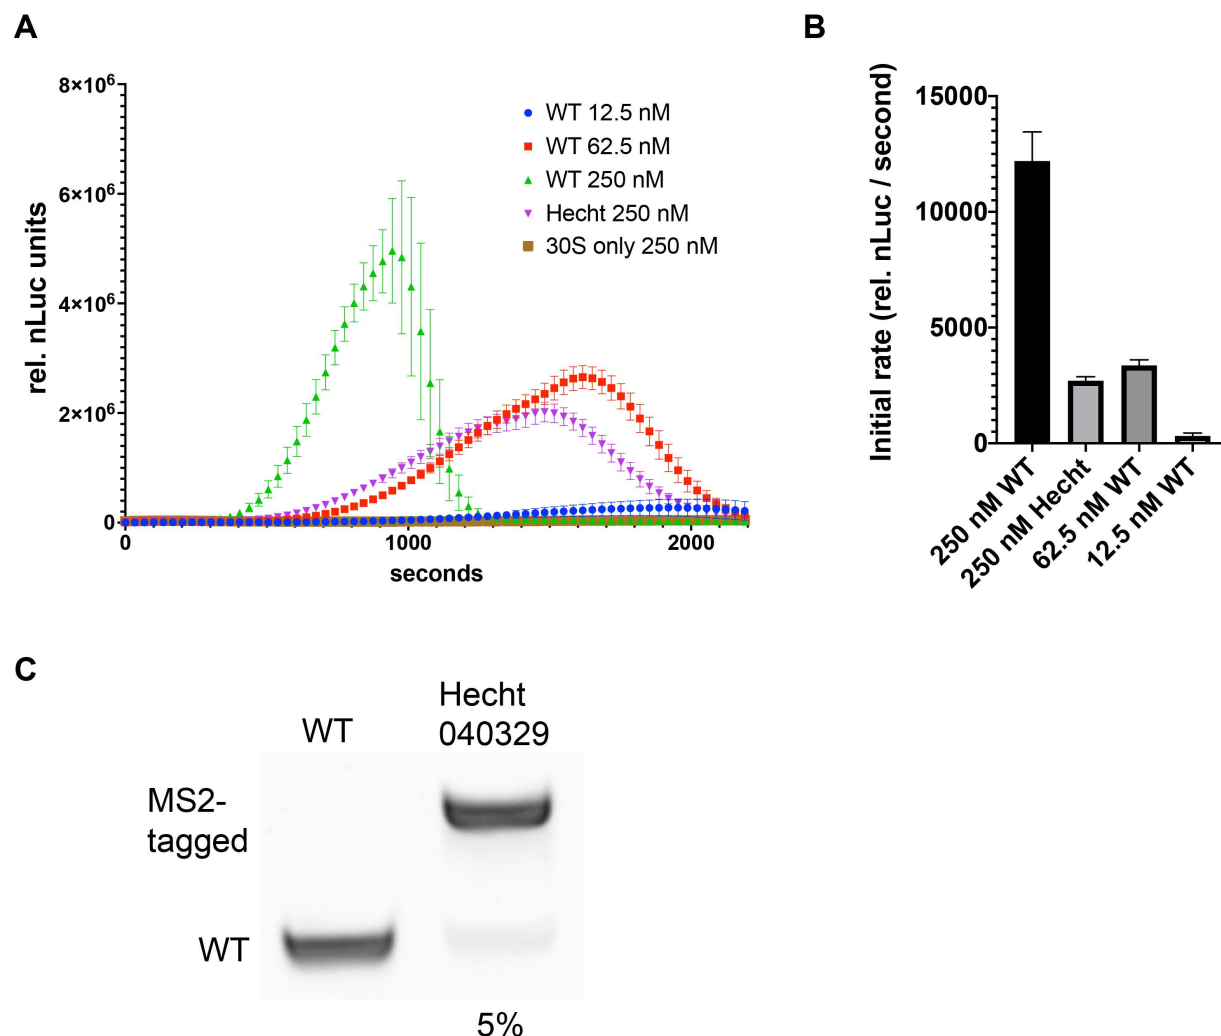 A
8×10⁶
6×10⁶
4×10⁶
2×10⁶
0
rel. nLuc units
0
1000
2000
seconds
WT 12.5 nM
WT 62.5 nM
WT 250 nM
Hecht 250 nM
30S only 250 nM
B
15000
10000
5000
0
Initial rate (rel. nLuc / second)
250 nM WT
250 nM Hecht
62.5 nM WT
12.5 nM WT
C
WT
Hecht
040329
MS2-
tagged
WT
5%